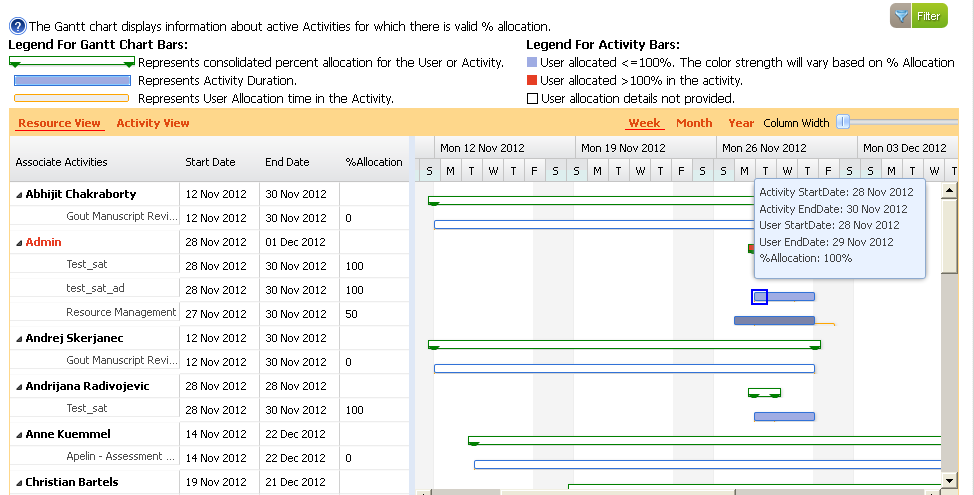 The Gantt chart displays information about active Activities for which there is valid % allocation.
Filter
Legend For Gantt Chart Bars:
Represents consolidated percent allocation for the User or Activity.
Represents Activity Duration.
Represents User Allocation time in the Activity.
Legend For Activity Bars:
User allocated <=100%. The color strength will vary based on % Allocation
User allocated >100% in the activity.
User allocation details not provided.
Resource View Activity View Week Month Year Column Width
Mon 12 Nov 2012 Mon 19 Nov 2012 Mon 26 Nov 2012 Mon 03 Dec 2012
Associate Activities Start Date End Date %Allocation
S M T W T F S S M T W T F S S M T W T F S S M T W T
Abhijit Chakraborty 12 Nov 2012 30 Nov 2012
Gout Manuscript Revi... 12 Nov 2012 30 Nov 2012 0
Admin 28 Nov 2012 01 Dec 2012
Test_sat 28 Nov 2012 30 Nov 2012 100
test_sat_ad 28 Nov 2012 30 Nov 2012 100
Resource Management 27 Nov 2012 30 Nov 2012 50
Andrej Skerjanec 12 Nov 2012 30 Nov 2012
Gout Manuscript Revi... 12 Nov 2012 30 Nov 2012 0
Andrijana Radivojevic 28 Nov 2012 28 Nov 2012
Test_sat 28 Nov 2012 30 Nov 2012 100
Anne Kuemmel 14 Nov 2012 22 Dec 2012
Apelin - Assessment ... 14 Nov 2012 22 Dec 2012 0
Christian Bartels 19 Nov 2012 21 Dec 2012
Activity StartDate: 28 Nov 2012
Activity EndDate: 30 Nov 2012
User StartDate: 28 Nov 2012
User EndDate: 29 Nov 2012
%Allocation: 100%